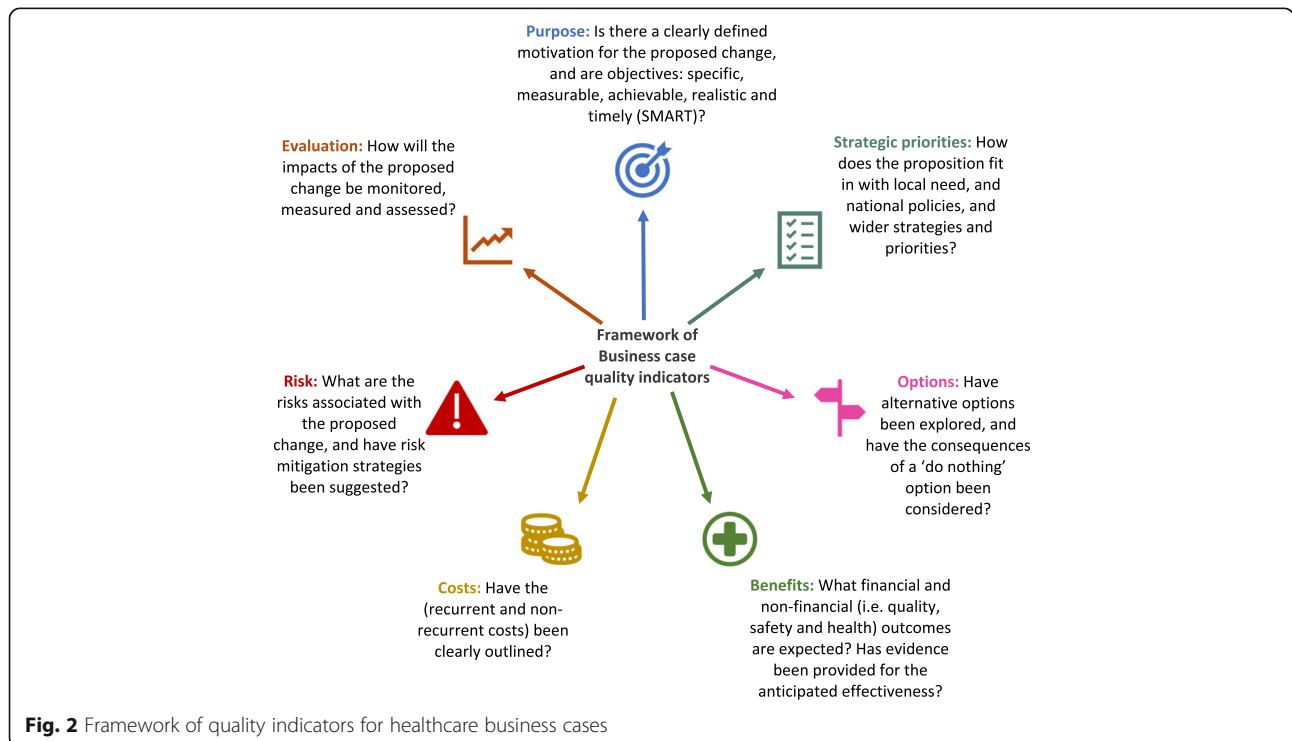 Purpose: Is there a clearly defined
motivation for the proposed change,
and are objectives: specific,
measurable, achievable, realistic and
timely (SMART)?
Strategic priorities: How
does the proposition fit
in with local need, and
national policies, and
wider strategies and
priorities?
Evaluation: How will the
impacts of the proposed
change be monitored,
measured and assessed?
Framework of
Business case
quality indicators
Risk: What are the
risks associated with
the proposed
change, and have risk
mitigation strategies
been suggested?
Options: Have
alternative options
been explored, and
have the consequences
of a ‘do nothing’
option been
considered?
Costs: Have the
(recurrent and non-
recurrent costs) been
clearly outlined?
Benefits: What financial and
non-financial (i.e. quality,
safety and health) outcomes
are expected? Has evidence
been provided for the
anticipated effectiveness?
Fig. 2 Framework of quality indicators for healthcare business cases